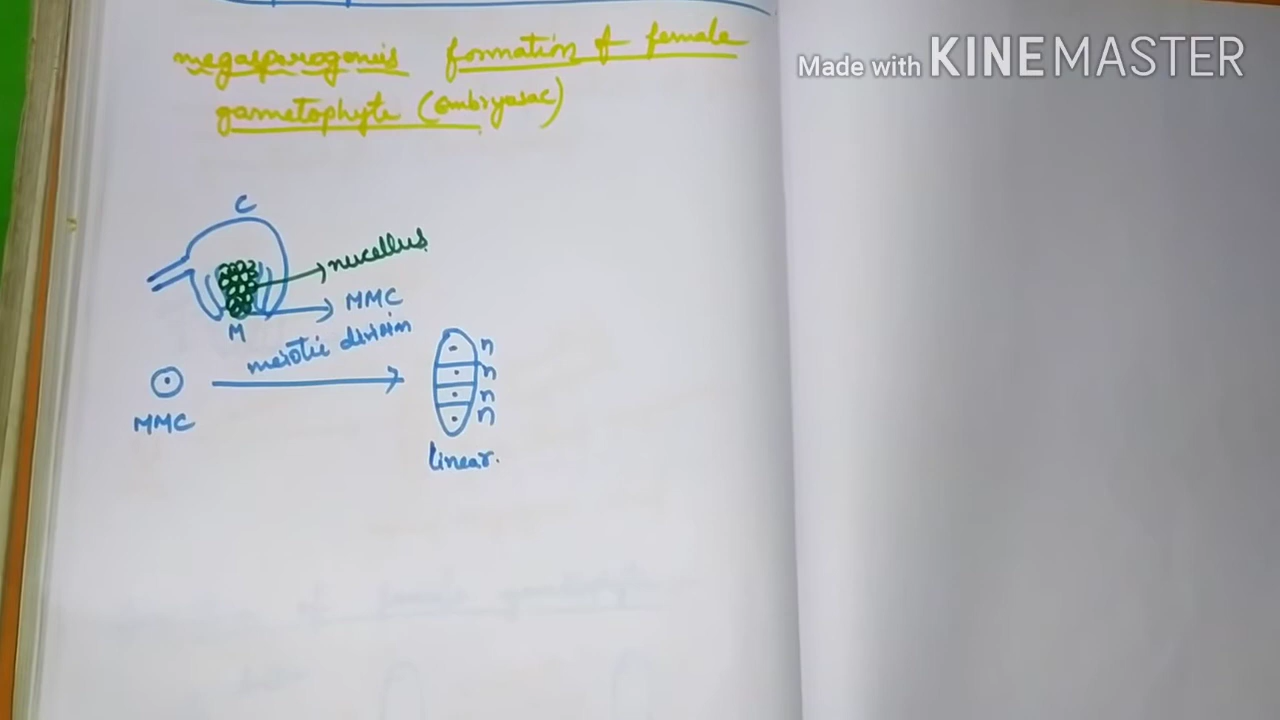 Made with KINEMASTER
megasporogenesis formation of female
gametophyte (embryosac)
C
nucellus
MMC
M
meiotic division
n
n
n
n
MMC
linear.